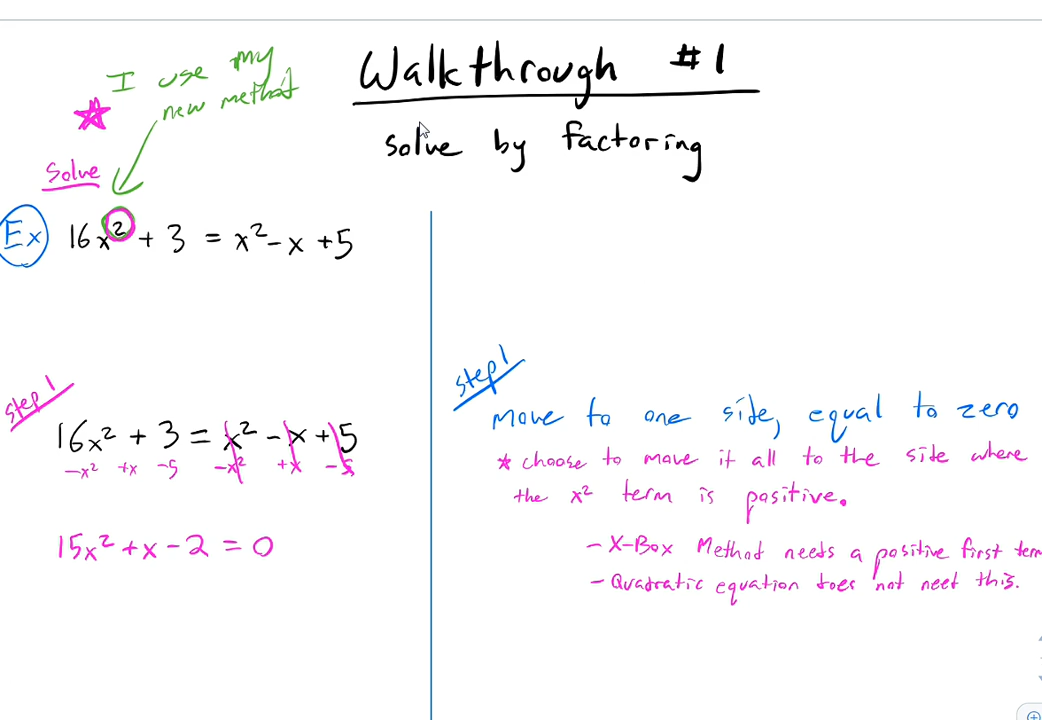 Walkthrough #1
solve by factoring
I use my
new method
Solve
Ex
16x² + 3 = x² - x + 5
Step 1
16x² + 3 = x² - x + 5
-x² +x -5 -x² +x -5
15x² + x - 2 = 0
Step 1
Move to one side, equal to zero
* choose to move it all to the side where
the x² term is positive.
- X-Box Method needs a positive first term
- Quadratic equation does not need this.